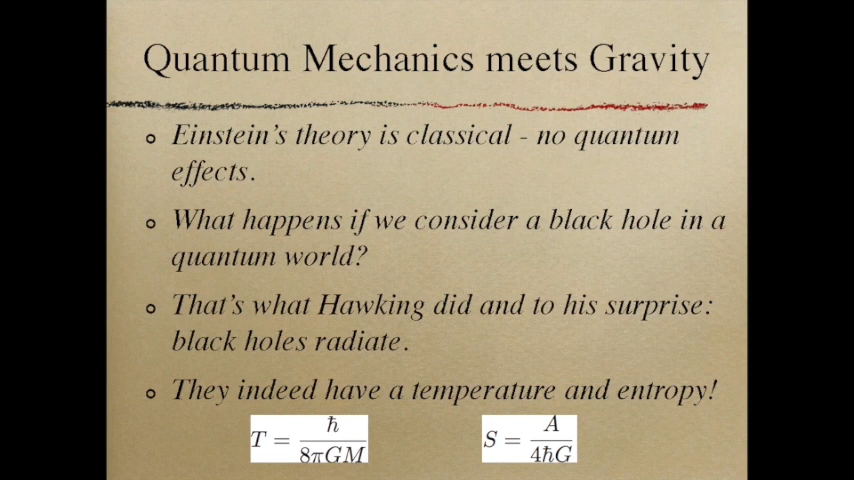 Quantum Mechanics meets Gravity
Einstein's theory is classical - no quantum
effects.
What happens if we consider a black hole in a
quantum world?
That's what Hawking did and to his surprise:
black holes radiate.
They indeed have a temperature and entropy!
T = ħ / 8πGM
S = A / 4ħG